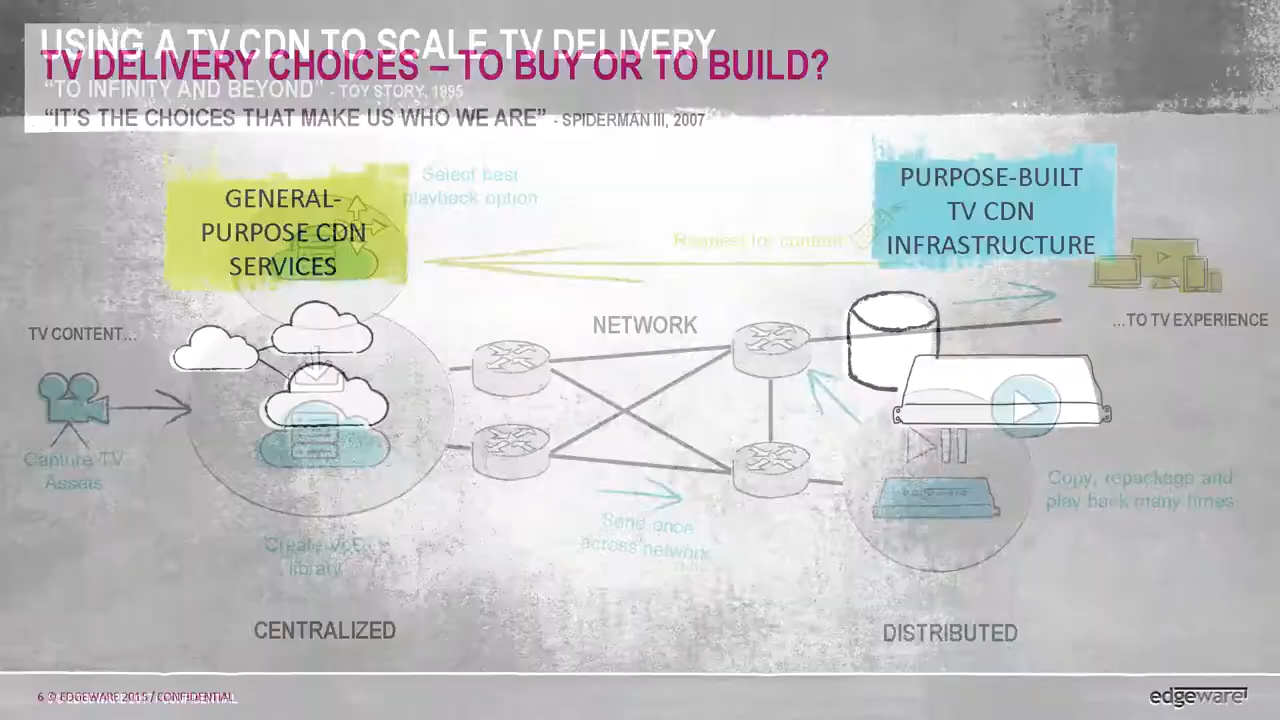 USING A TV CDN TO SCALE TV DELIVERY
TV DELIVERY CHOICES – TO BUY OR TO BUILD?
“TO INFINITY AND BEYOND” - TOY STORY, 1995
“IT’S THE CHOICES THAT MAKE US WHO WE ARE” - SPIDERMAN III, 2007
Select best
playback option
GENERAL-
PURPOSE CDN
SERVICES
PURPOSE-BUILT
TV CDN
INFRASTRUCTURE
Request for content
TV CONTENT...
NETWORK
...TO TV EXPERIENCE
Capture TV
Assets
Copy, repackage and
play back many times
Send once
across network
Create VoD
library
CENTRALIZED
DISTRIBUTED
6 © EDGEWARE 2015 / CONFIDENTIAL
edgeware